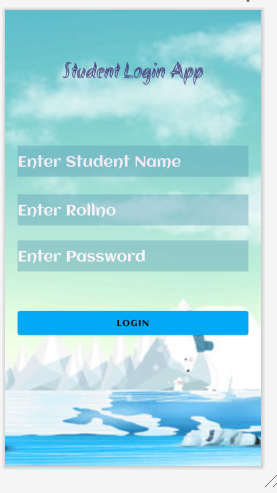 Student Login App
Enter Student Name
Enter Rollno
Enter Password
LOGIN